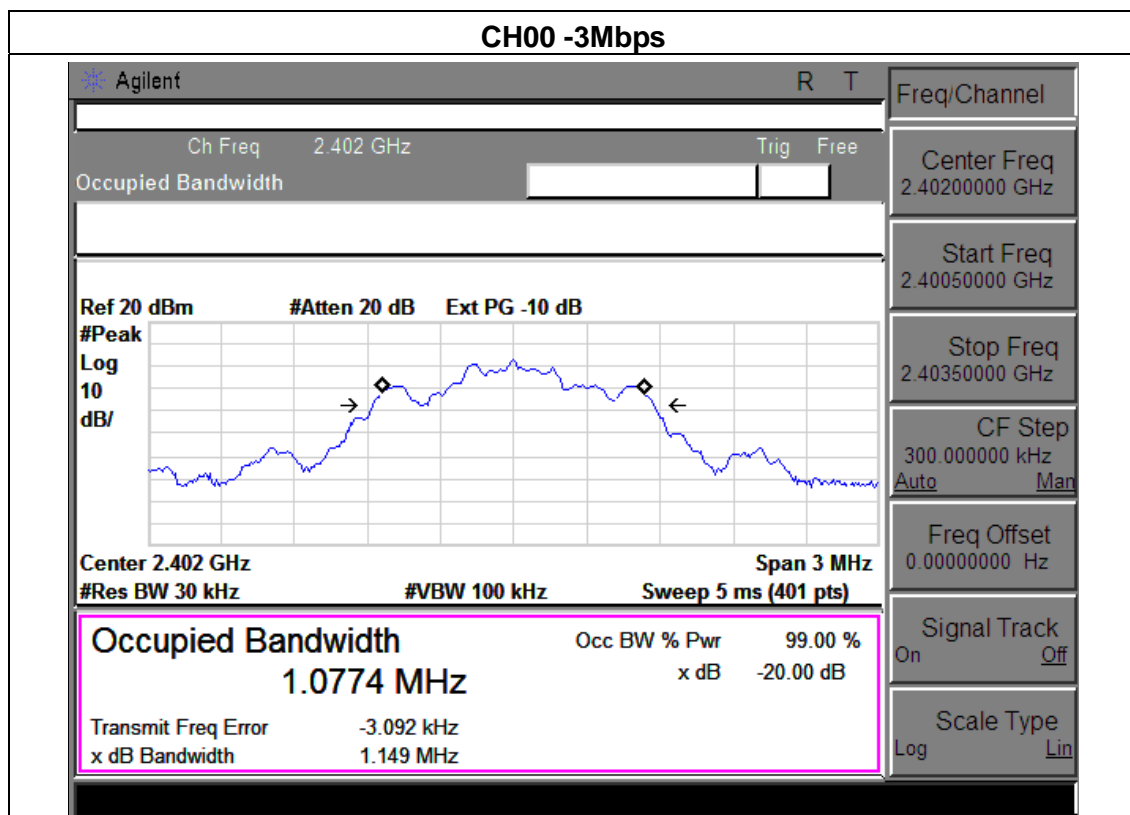 CH00 -3Mbps
Agilent R T
Ch Freq 2.402 GHz Trig Free
Occupied Bandwidth
Ref 20 dBm #Atten 20 dB Ext PG -10 dB
#Peak
Log
10
dB/
Center 2.402 GHz Span 3 MHz
#Res BW 30 kHz #VBW 100 kHz Sweep 5 ms (401 pts)
Occupied Bandwidth Occ BW % Pwr 99.00 %
1.0774 MHz x dB -20.00 dB
Transmit Freq Error -3.092 kHz
x dB Bandwidth 1.149 MHz
Freq/Channel
Center Freq
2.40200000 GHz
Start Freq
2.40050000 GHz
Stop Freq
2.40350000 GHz
CF Step
300.000000 kHz
Auto Man
Freq Offset
0.00000000 Hz
Signal Track
On Off
Scale Type
Log Lin